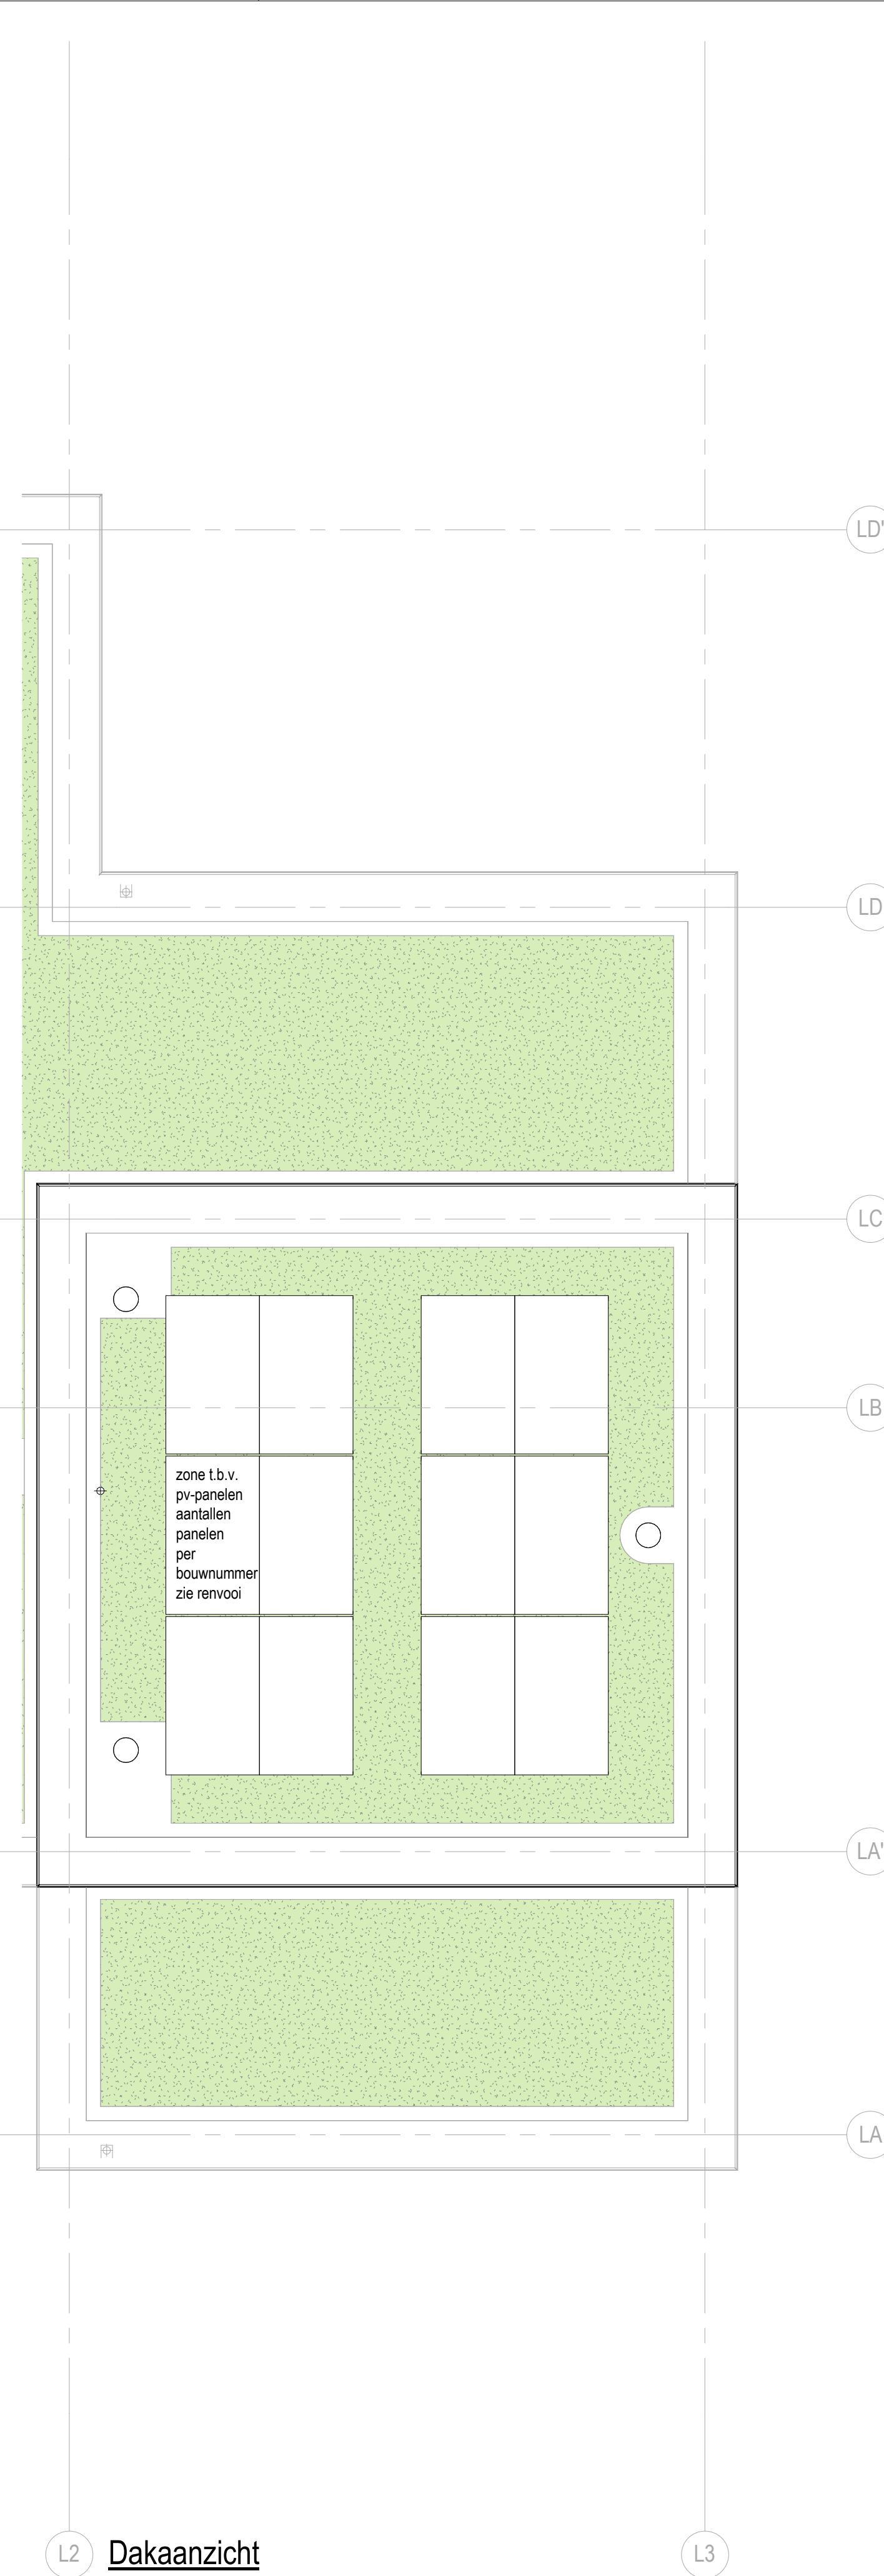 LD'
LD
LC
LB
zone t.b.v.
pv-panelen
aantallen
panelen
per
bouwnummer
zie renvooi
LA'
LA
L2
Dakaanzicht
L3